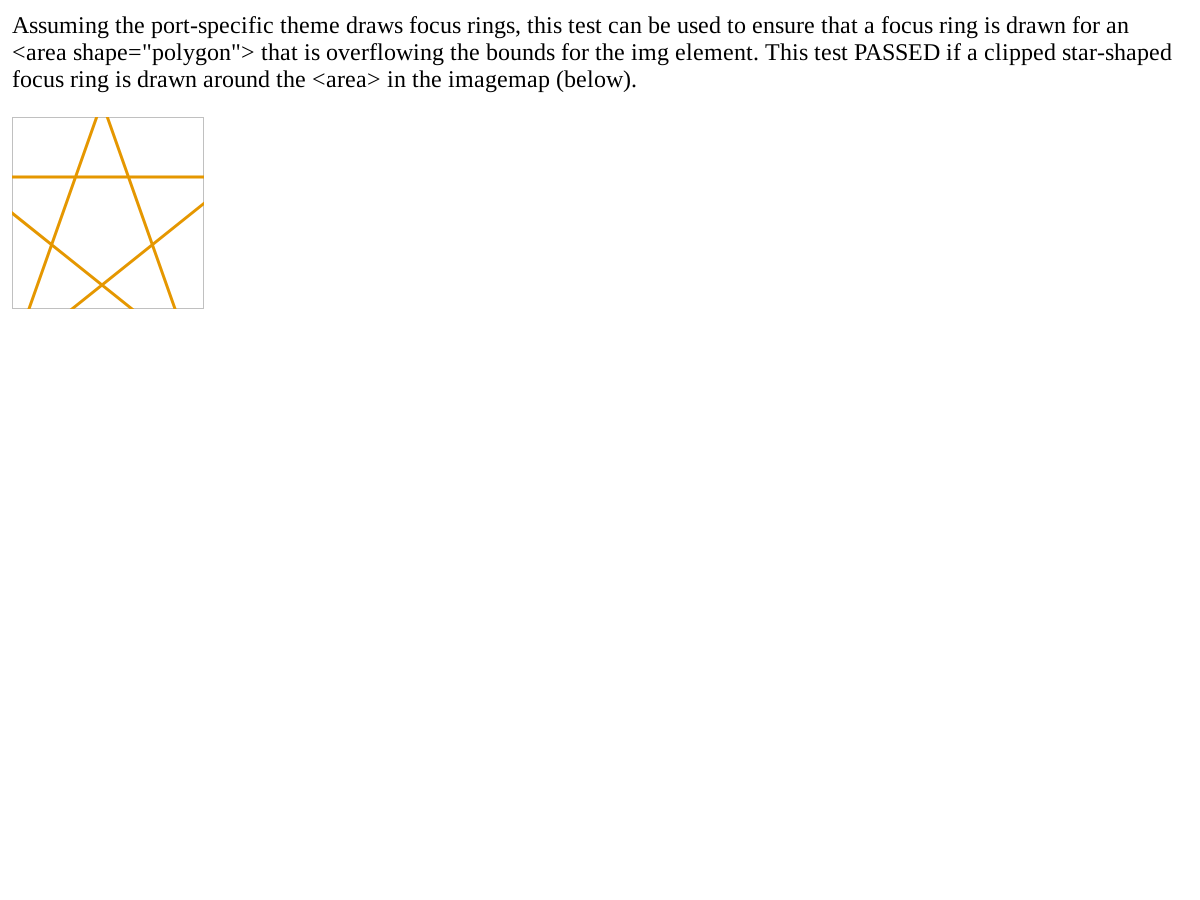 Assuming the port-specific theme draws focus rings, this test can be used to ensure that a focus ring is drawn for an
<area shape="polygon"> that is overflowing the bounds for the img element. This test PASSED if a clipped star-shaped
focus ring is drawn around the <area> in the imagemap (below).